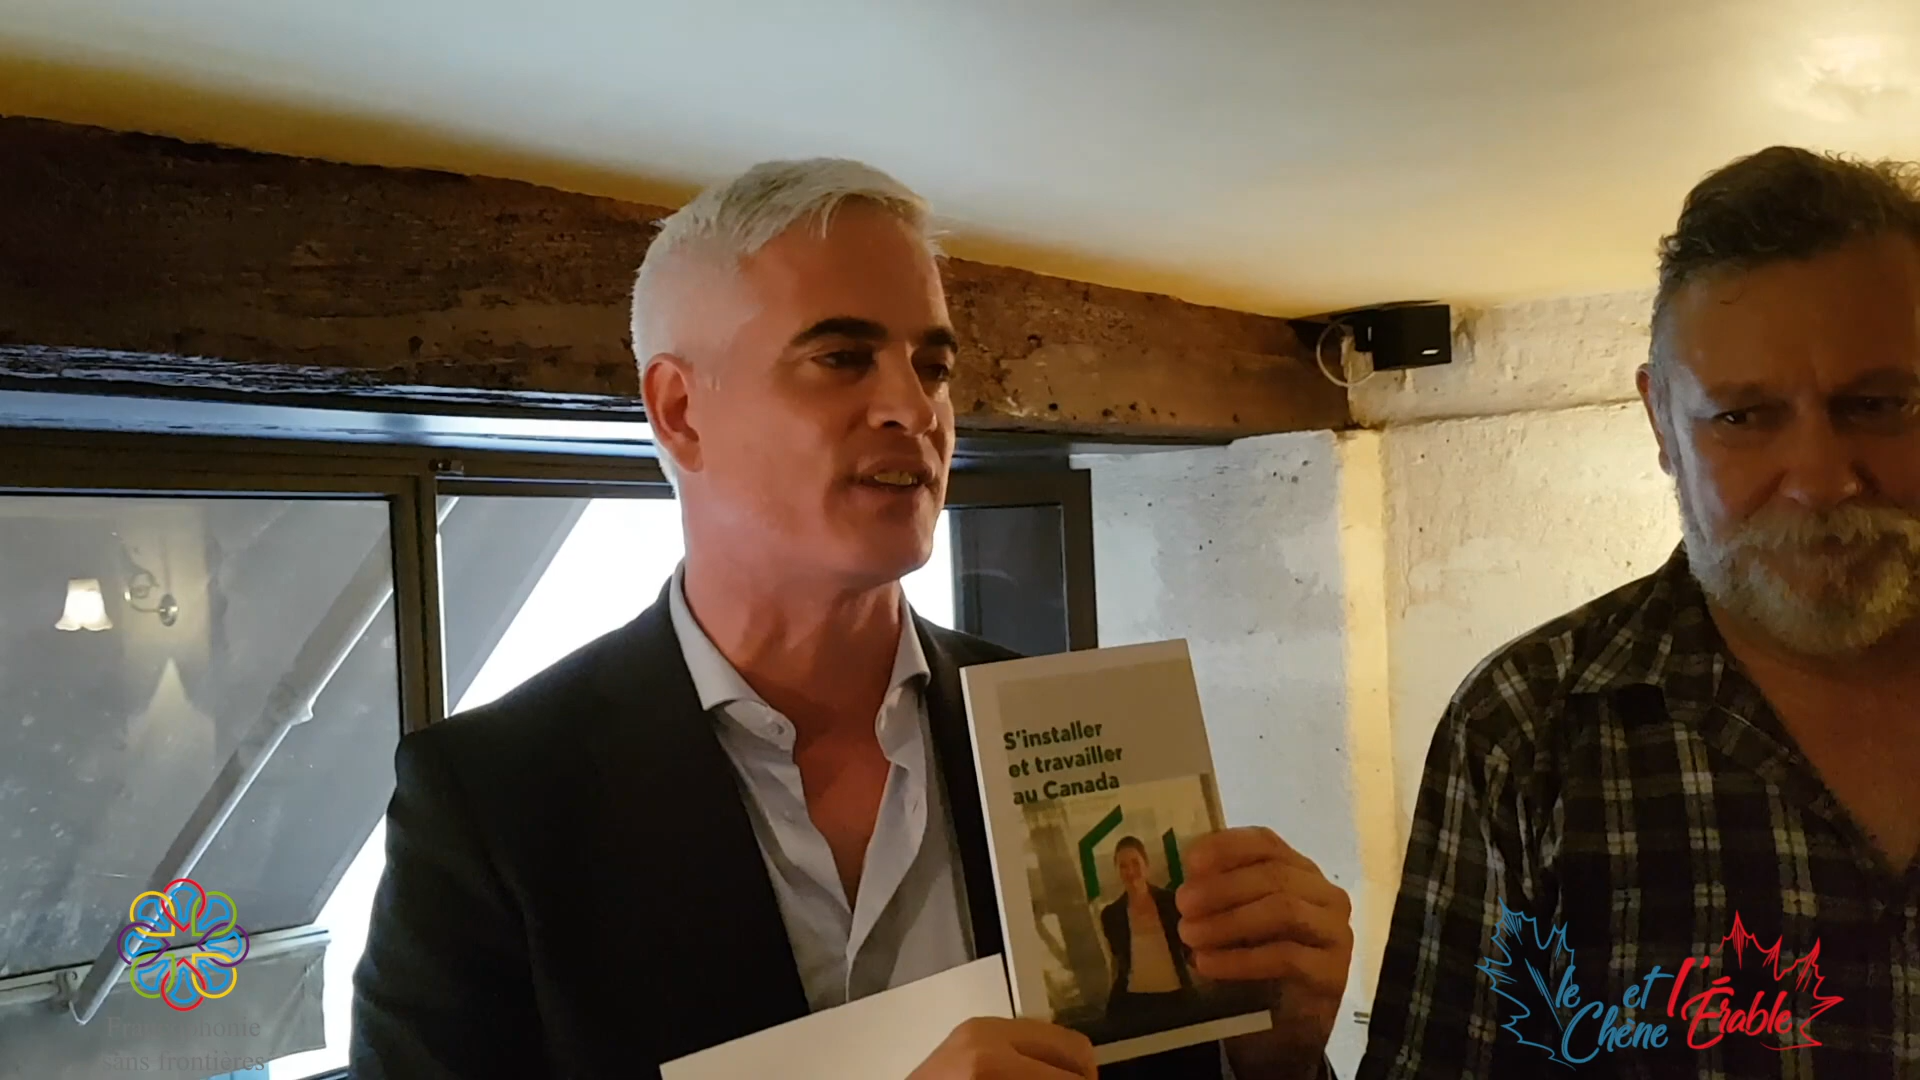 S'installer
et travailler
au Canada
Francophonie
sans frontières
le et l'
Chêne Érable